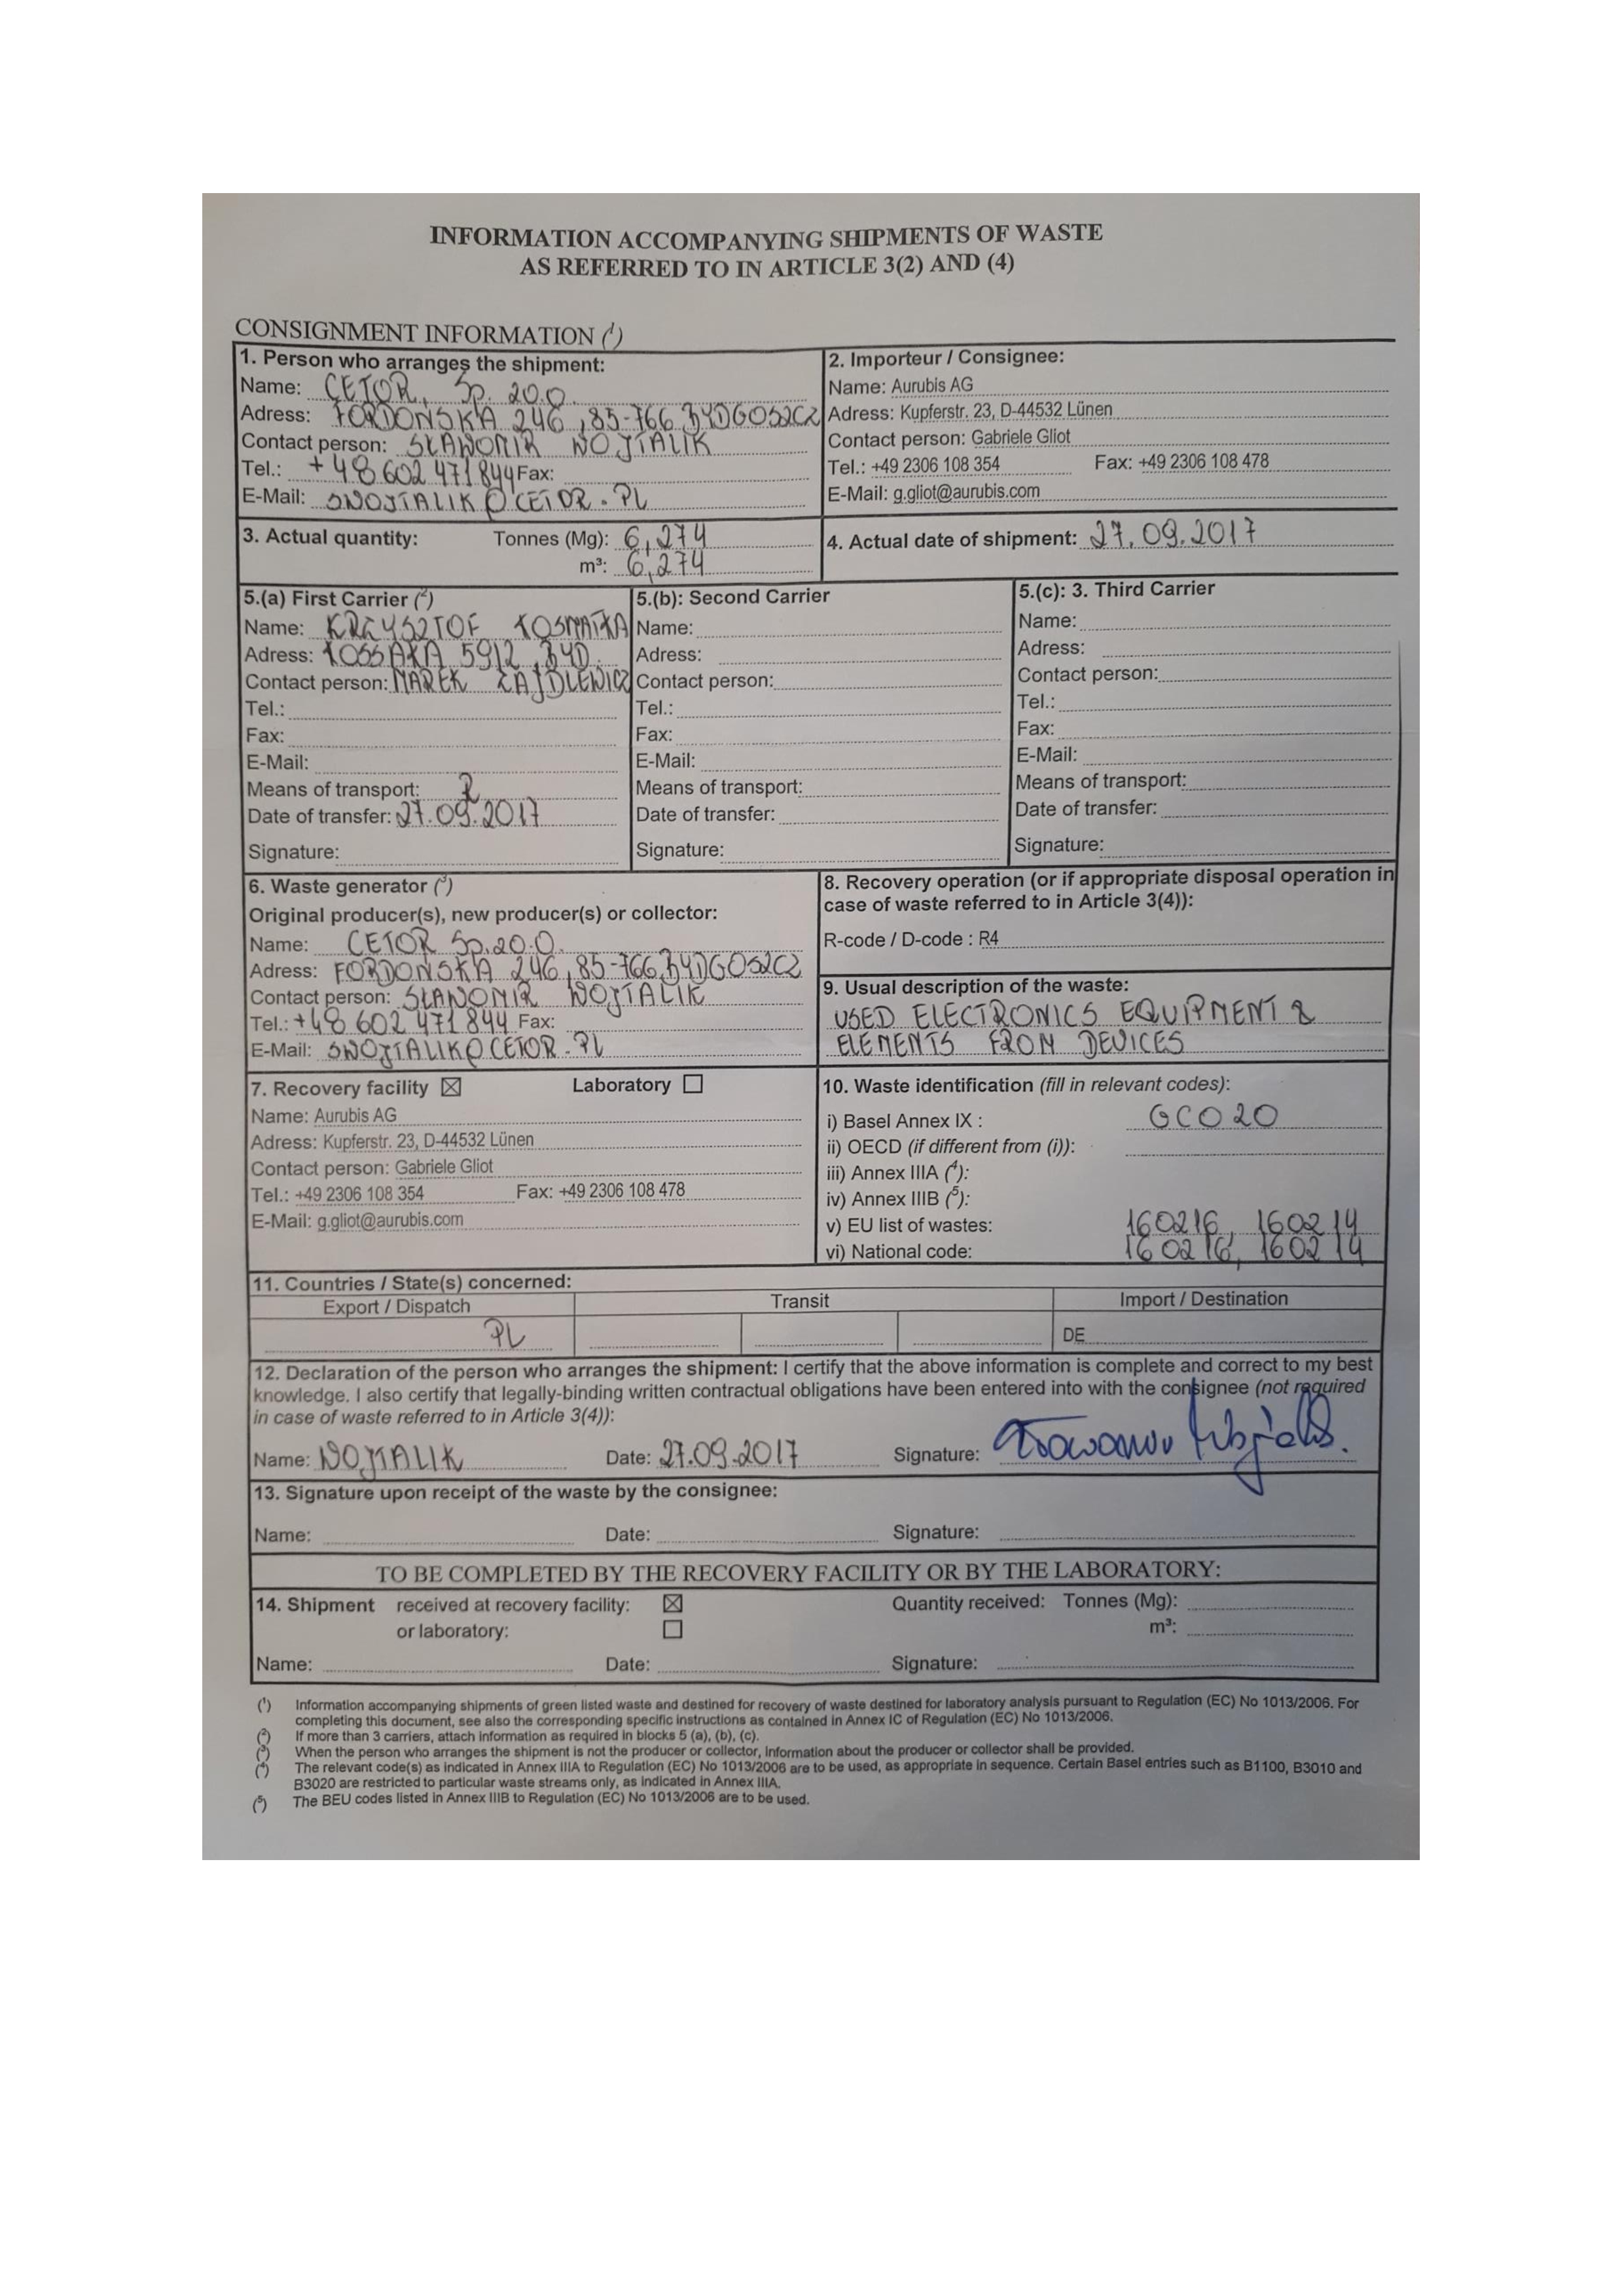 INFORMATION ACCOMPANYING SHIPMENTS OF WASTE
AS REFERRED TO IN ARTICLE 3(2) AND (4)
CONSIGNMENT INFORMATION (¹)
1. Person who arranges the shipment:
Name: CETOR, Sp. zo.o.
Adress: FORDOŃSKA 246, 85-766 BYDGOSZCZ
Contact person: SŁAWOMIR WOJTALIK
Tel.: +48 602 471 844 Fax:
E-Mail: SWOJTALIK@CETOR.PL
2. Importeur / Consignee:
Name: Aurubis AG
Adress: Kupferstr. 23, D-44532 Lünen
Contact person: Gabriele Gliot
Tel.: +49 2306 108 354 Fax: +49 2306 108 478
E-Mail: g.gliot@aurubis.com
3. Actual quantity: Tonnes (Mg): 6,274
m³: 6,274
4. Actual date of shipment: 27.09.2017
5.(a) First Carrier (²)
Name: KRZYSZTOF KOSMATKA
Adress: KOSSAKA 59/2, BYD.
Contact person: MAREK
Tel.:
Fax:
E-Mail:
Means of transport: R
Date of transfer: 27.09.2017
Signature:
5.(b): Second Carrier
Name:
Adress:
Contact person:
Tel.:
Fax:
E-Mail:
Means of transport:
Date of transfer:
Signature:
5.(c): 3. Third Carrier
Name:
Adress:
Contact person:
Tel.:
Fax:
E-Mail:
Means of transport:
Date of transfer:
Signature:
6. Waste generator (³)
Original producer(s), new producer(s) or collector:
Name: CETOR Sp. zo.o.
Adress: FORDOŃSKA 246, 85-766 BYDGOSZCZ
Contact person: SŁAWOMIR WOJTALIK
Tel.: +48 602 471 844 Fax:
E-Mail: SWOJTALIK@CETOR.PL
8. Recovery operation (or if appropriate disposal operation in
case of waste referred to in Article 3(4)):
R-code / D-code : R4
9. Usual description of the waste:
USED ELECTRONICS EQUIPMENT &
ELEMENTS FROM DEVICES
7. Recovery facility ☒ Laboratory ☐
Name: Aurubis AG
Adress: Kupferstr. 23, D-44532 Lünen
Contact person: Gabriele Gliot
Tel.: +49 2306 108 354 Fax: +49 2306 108 478
E-Mail: g.gliot@aurubis.com
10. Waste identification (fill in relevant codes):
i) Basel Annex IX : GC020
ii) OECD (if different from (i)):
iii) Annex IIIA (⁴):
iv) Annex IIIB (⁵):
v) EU list of wastes: 160216, 160214
vi) National code: 160216, 160214
11. Countries / State(s) concerned:
Export / Dispatch Transit Import / Destination
PL DE
12. Declaration of the person who arranges the shipment: I certify that the above information is complete and correct to my best
knowledge. I also certify that legally-binding written contractual obligations have been entered into with the consignee (not required
in case of waste referred to in Article 3(4)):
Name: WOJTALIK Date: 27.09.2017 Signature:
13. Signature upon receipt of the waste by the consignee:
Name: Date: Signature:
TO BE COMPLETED BY THE RECOVERY FACILITY OR BY THE LABORATORY:
14. Shipment received at recovery facility: ☒ Quantity received: Tonnes (Mg):
or laboratory: ☐ m³:
Name: Date: Signature:
(¹) Information accompanying shipments of green listed waste and destined for recovery of waste destined for laboratory analysis pursuant to Regulation (EC) No 1013/2006. For
completing this document, see also the corresponding specific instructions as contained in Annex IC of Regulation (EC) No 1013/2006.
(²) If more than 3 carriers, attach information as required in blocks 5 (a), (b), (c).
(³) When the person who arranges the shipment is not the producer or collector, information about the producer or collector shall be provided.
(⁴) The relevant code(s) as indicated in Annex IIIA to Regulation (EC) No 1013/2006 are to be used, as appropriate in sequence. Certain Basel entries such as B1100, B3010 and
B3020 are restricted to particular waste streams only, as indicated in Annex IIIA.
(⁵) The BEU codes listed in Annex IIIB to Regulation (EC) No 1013/2006 are to be used.